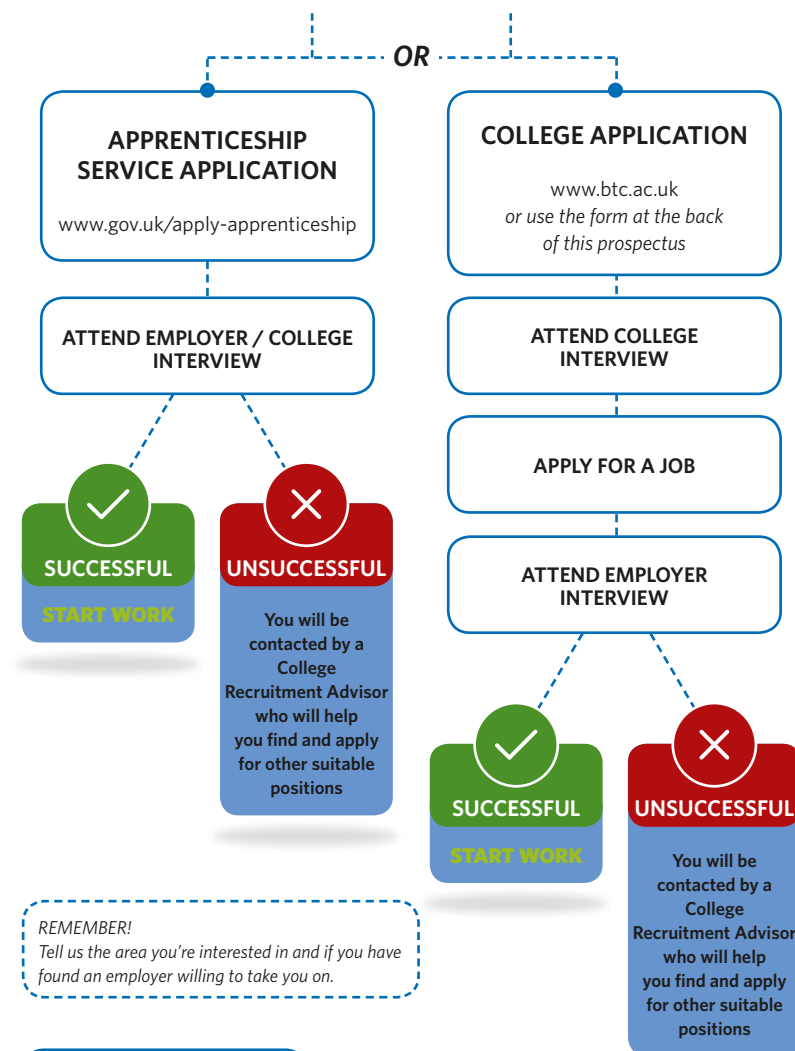 OR
APPRENTICESHIP
SERVICE APPLICATION
www.gov.uk/apply-apprenticeship
ATTEND EMPLOYER / COLLEGE
INTERVIEW
SUCCESSFUL
START WORK
UNSUCCESSFUL
You will be
contacted by a
College
Recruitment Advisor
who will help
you find and apply
for other suitable
positions
COLLEGE APPLICATION
www.btc.ac.uk
or use the form at the back
of this prospectus
ATTEND COLLEGE
INTERVIEW
APPLY FOR A JOB
ATTEND EMPLOYER
INTERVIEW
SUCCESSFUL
START WORK
UNSUCCESSFUL
You will be
contacted by a
College
Recruitment Advisor
who will help
you find and apply
for other suitable
positions
REMEMBER!
Tell us the area you're interested in and if you have
found an employer willing to take you on.